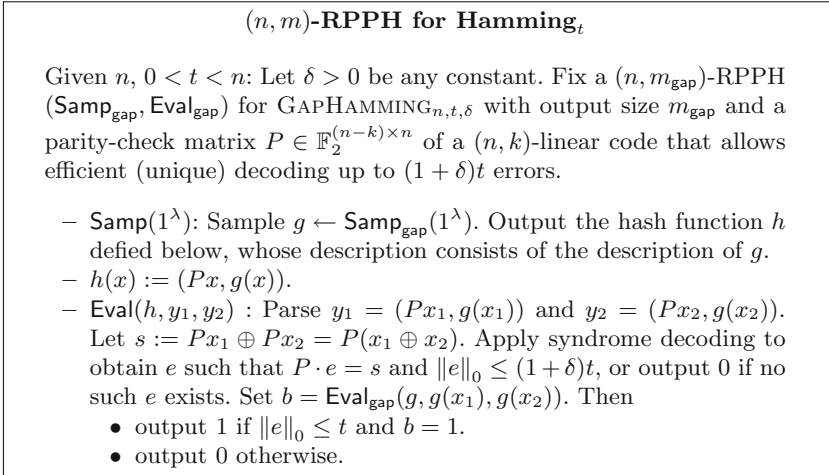 (n, m)-RPPH for Hamming_t
Given n, 0 < t < n: Let δ > 0 be any constant. Fix a (n, m_gap)-RPPH
(Samp_gap, Eval_gap) for GAPHAMMING_{n,t,δ} with output size m_gap and a
parity-check matrix P ∈ 𝔽_2^{(n−k)×n} of a (n, k)-linear code that allows
efficient (unique) decoding up to (1 + δ)t errors.
– Samp(1^λ): Sample g ← Samp_gap(1^λ). Output the hash function h
defied below, whose description consists of the description of g.
– h(x) := (Px, g(x)).
– Eval(h, y_1, y_2) : Parse y_1 = (Px_1, g(x_1)) and y_2 = (Px_2, g(x_2)).
Let s := Px_1 ⊕ Px_2 = P(x_1 ⊕ x_2). Apply syndrome decoding to
obtain e such that P · e = s and ‖e‖_0 ≤ (1+δ)t, or output 0 if no
such e exists. Set b = Eval_gap(g, g(x_1), g(x_2)). Then
• output 1 if ‖e‖_0 ≤ t and b = 1.
• output 0 otherwise.